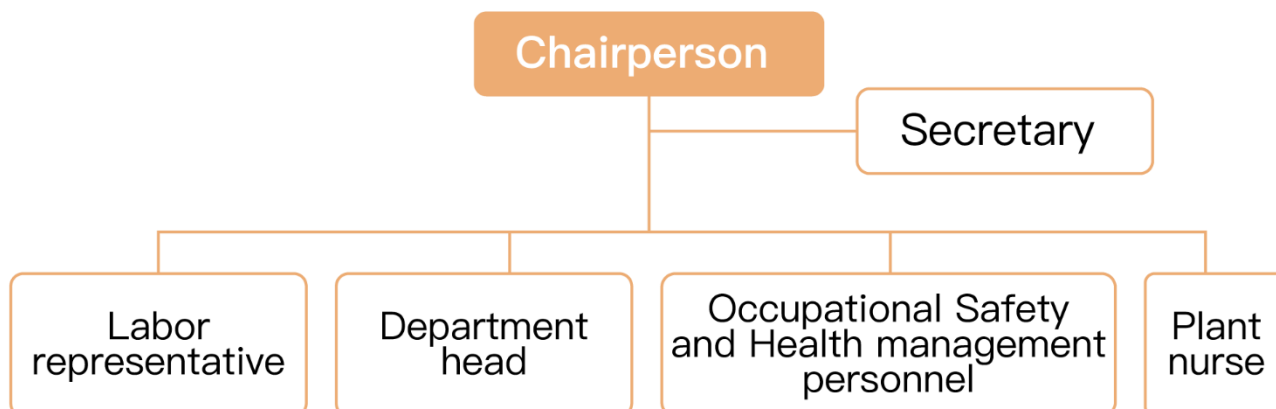 Chairperson
Secretary
Labor
representative
Department
head
Occupational Safety
and Health management
personnel
Plant
nurse